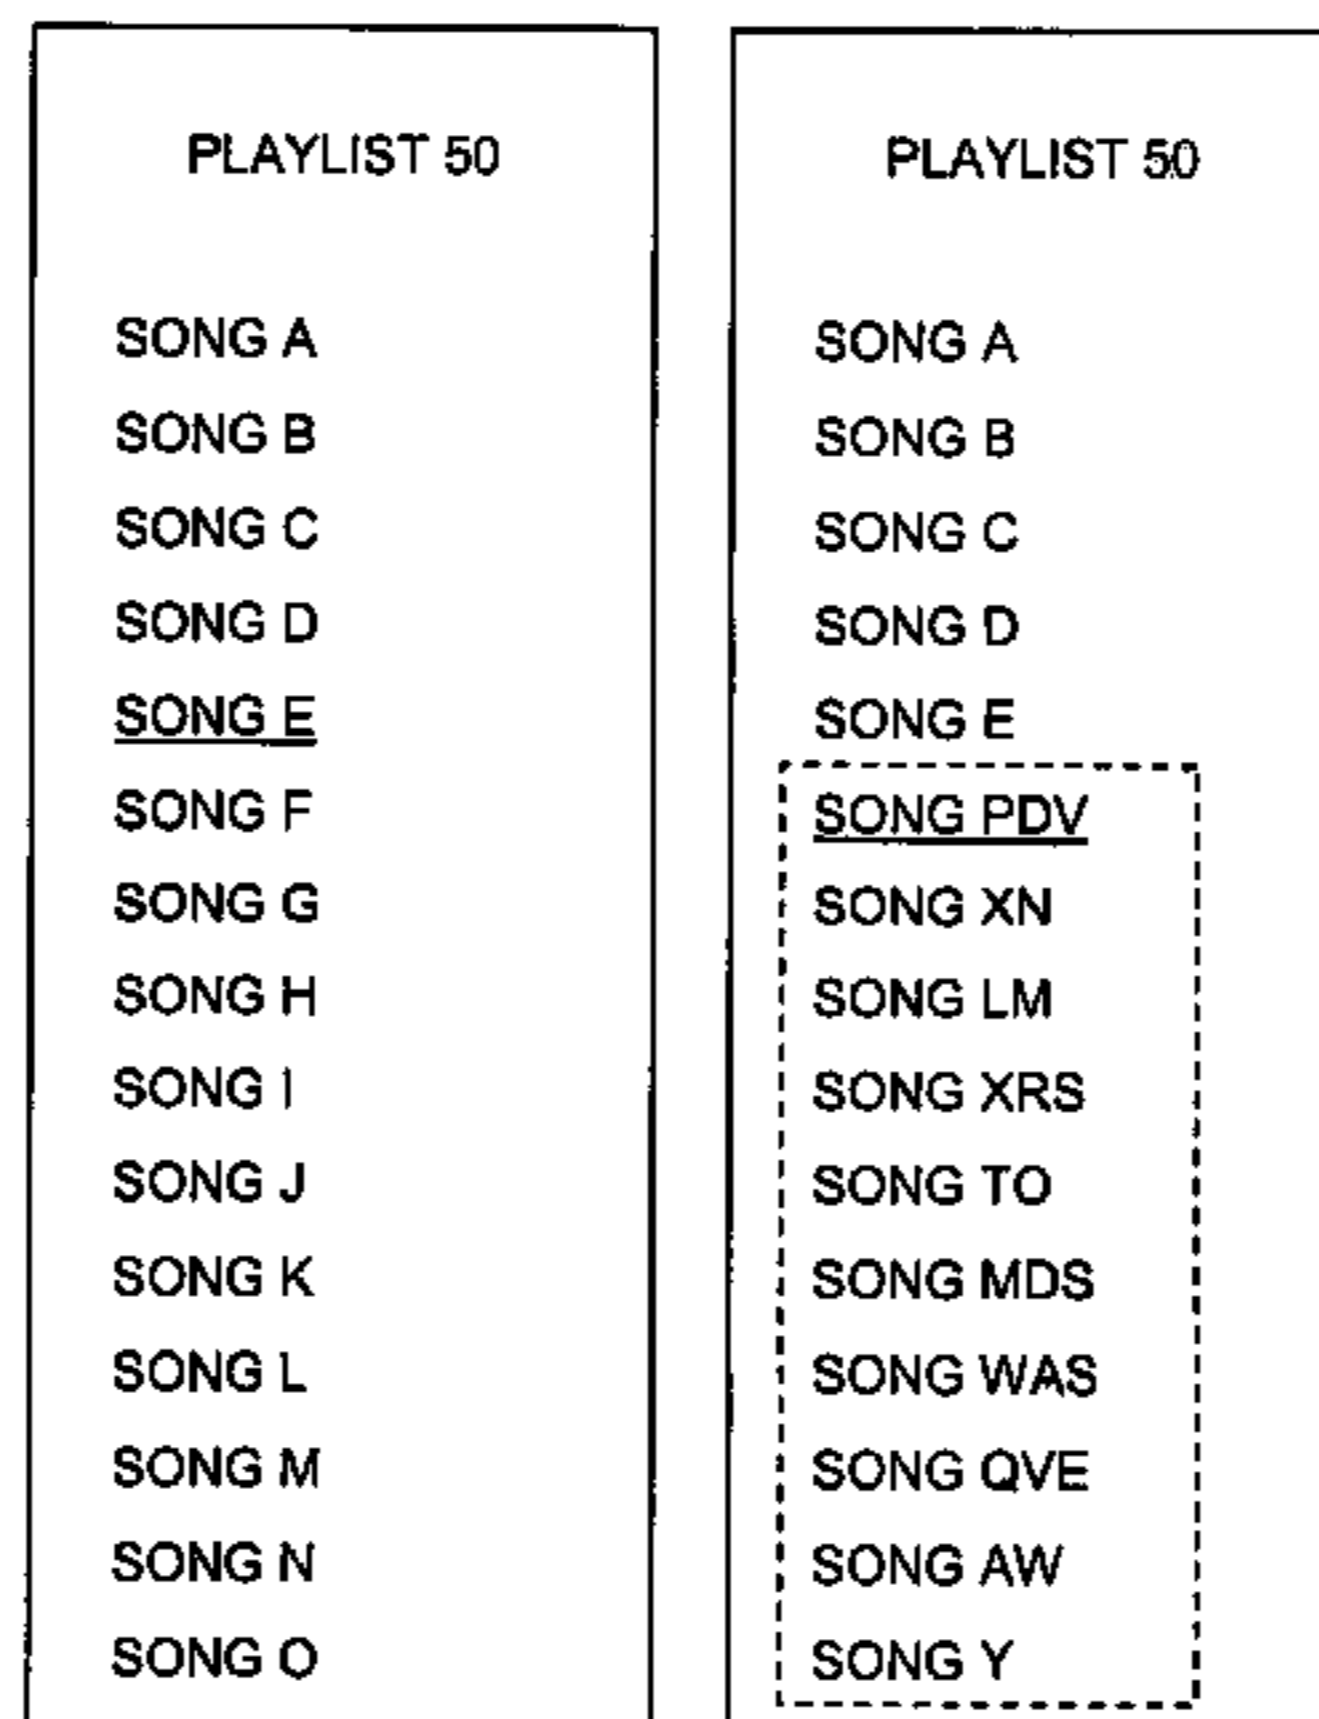 PLAYLIST 50
SONG A
SONG B
SONG C
SONG D
SONG E
SONG F
SONG G
SONG H
SONG I
SONG J
SONG K
SONG L
SONG M
SONG N
SONG O
PLAYLIST 50
SONG A
SONG B
SONG C
SONG D
SONG E
SONG PDV
SONG XN
SONG LM
SONG XRS
SONG TO
SONG MDS
SONG WAS
SONG QVE
SONG AW
SONG Y